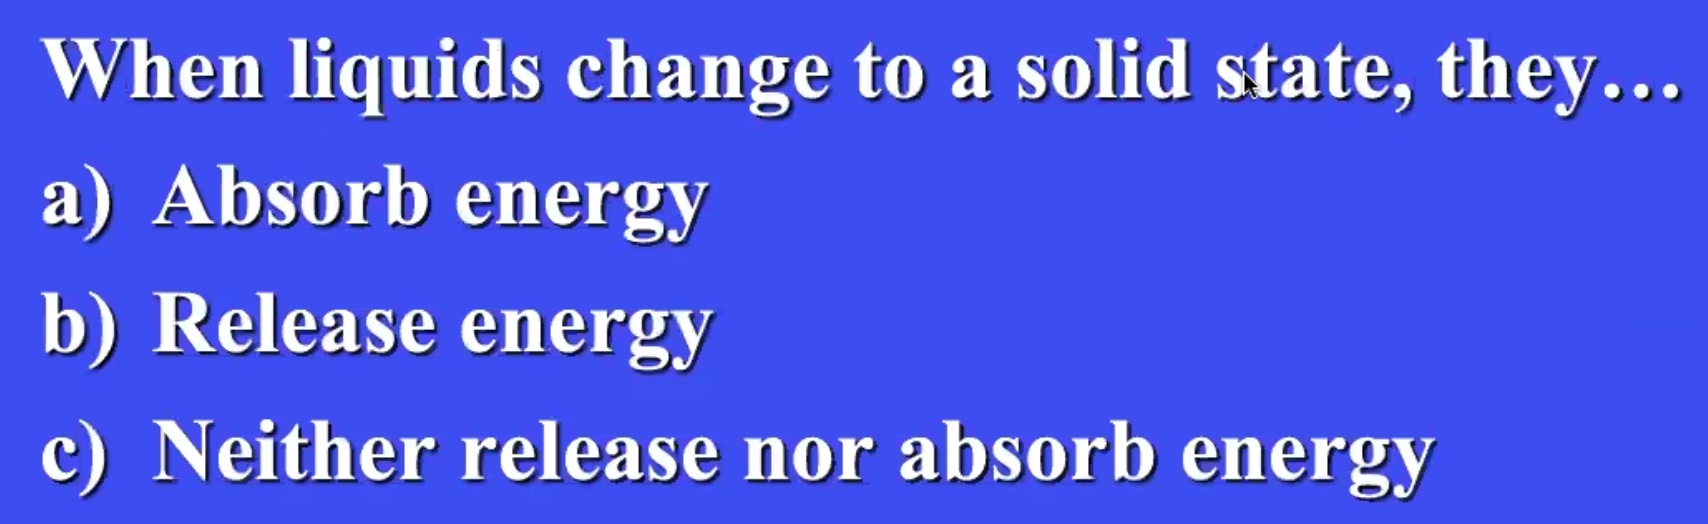 When liquids change to a solid state, they…
a) Absorb energy
b) Release energy
c) Neither release nor absorb energy